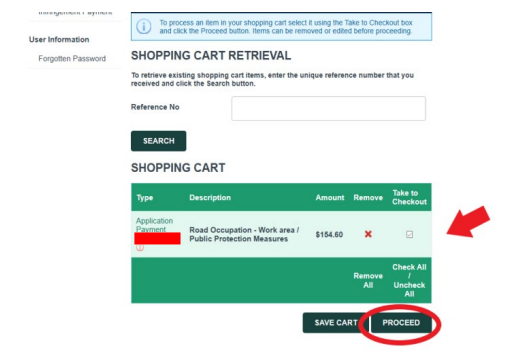 Infringement Payment
To process an item in your shopping cart select it using the Take to Checkout box
and click the Proceed button. Items can be removed or edited before proceeding.
User Information
Forgotten Password
SHOPPING CART RETRIEVAL
To retrieve existing shopping cart items, enter the unique reference number that you
received and click the Search button.
Reference No
SEARCH
SHOPPING CART
Type Description Amount Remove Take to
Checkout
Application
Payment
Road Occupation - Work area /
Public Protection Measures
$154.60
Remove
All
Check All
/
Uncheck
All
SAVE CART PROCEED